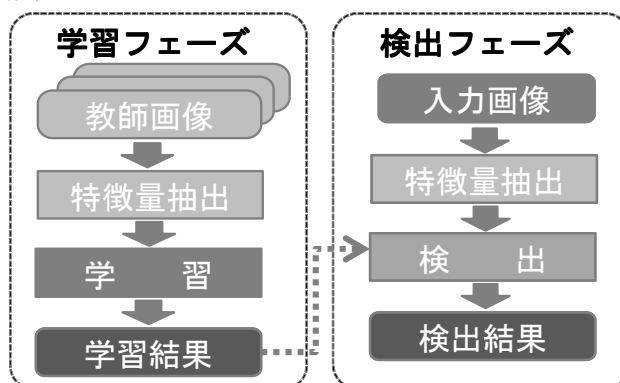 学習フェーズ
教師画像
特徴量抽出
学　習
学習結果
検出フェーズ
入力画像
特徴量抽出
検　出
検出結果